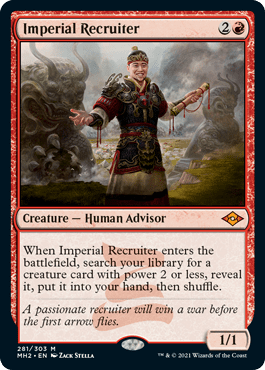 Imperial Recruiter 2
Creature — Human Advisor
When Imperial Recruiter enters the
battlefield, search your library for a
creature card with power 2 or less, reveal
it, put it into your hand, then shuffle.
A passionate recruiter will win a war before
the first arrow flies.
1/1
281/303 M
MH2 • EN Zack Stella
™ & © 2021 Wizards of the Coast